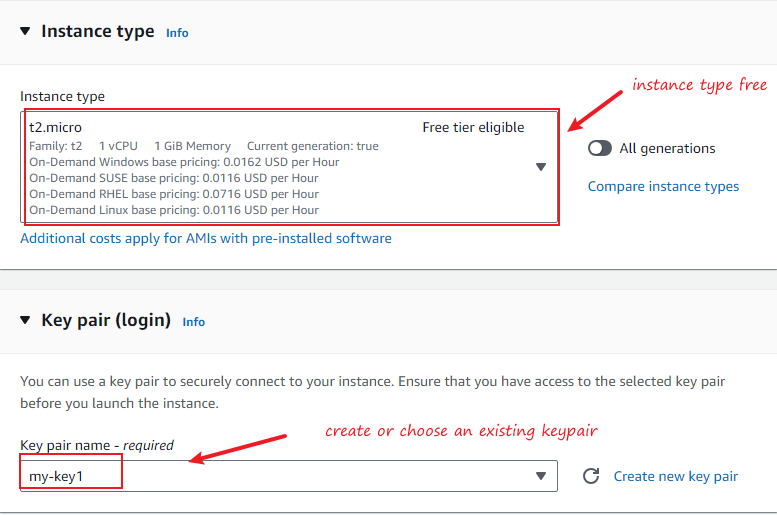 Instance type Info
instance type free
Instance type
t2.micro Free tier eligible
Family: t2 1 vCPU 1 GiB Memory Current generation: true
On-Demand Windows base pricing: 0.0162 USD per Hour
On-Demand SUSE base pricing: 0.0116 USD per Hour
On-Demand RHEL base pricing: 0.0716 USD per Hour
On-Demand Linux base pricing: 0.0116 USD per Hour
All generations
Compare instance types
Additional costs apply for AMIs with pre-installed software
Key pair (login) Info
You can use a key pair to securely connect to your instance. Ensure that you have access to the selected key pair
before you launch the instance.
create or choose an existing keypair
Key pair name - required
my-key1
Create new key pair